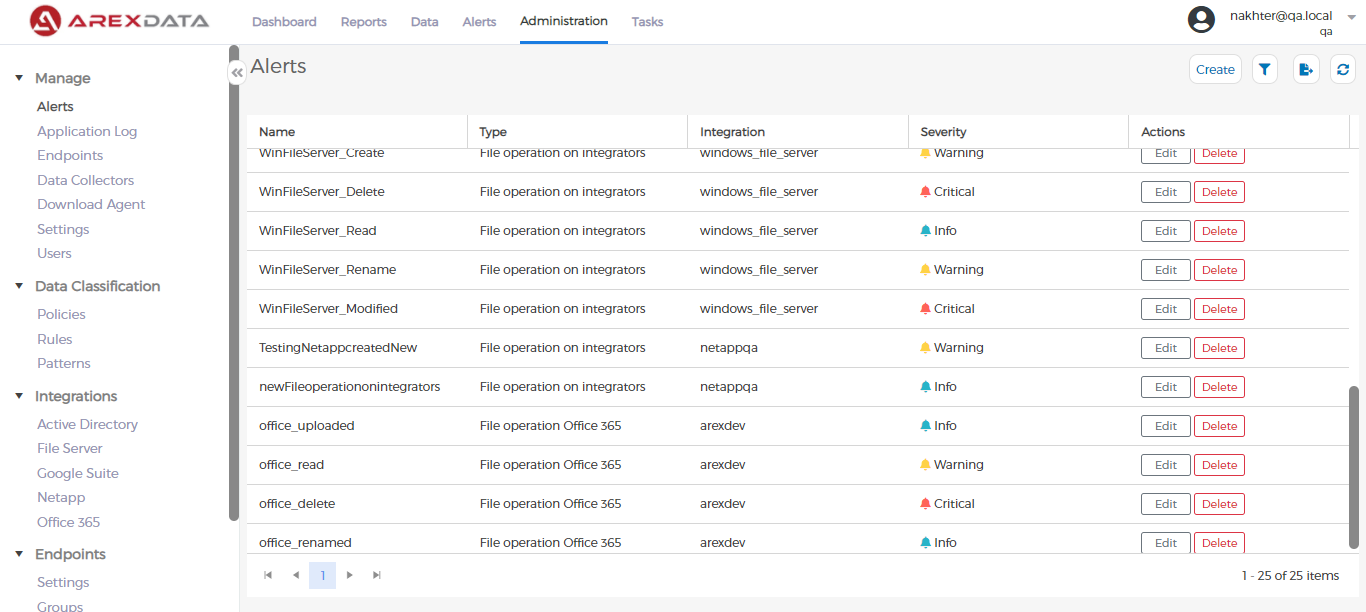 AREXDATA
Dashboard Reports Data Alerts Administration Tasks
nakhter@qa.local
qa
Manage
Alerts
Application Log
Endpoints
Data Collectors
Download Agent
Settings
Users
Data Classification
Policies
Rules
Patterns
Integrations
Active Directory
File Server
Google Suite
Netapp
Office 365
Endpoints
Settings
Groups
Alerts
Create
Name Type Integration Severity Actions
WinFileServer_Create File operation on integrators windows_file_server Warning Edit Delete
WinFileServer_Delete File operation on integrators windows_file_server Critical Edit Delete
WinFileServer_Read File operation on integrators windows_file_server Info Edit Delete
WinFileServer_Rename File operation on integrators windows_file_server Warning Edit Delete
WinFileServer_Modified File operation on integrators windows_file_server Critical Edit Delete
TestingNetappcreatedNew File operation on integrators netappqa Warning Edit Delete
newFileoperationonintegrators File operation on integrators netappqa Info Edit Delete
office_uploaded File operation Office 365 arexdev Info Edit Delete
office_read File operation Office 365 arexdev Warning Edit Delete
office_delete File operation Office 365 arexdev Critical Edit Delete
office_renamed File operation Office 365 arexdev Info Edit Delete
1
1 - 25 of 25 items